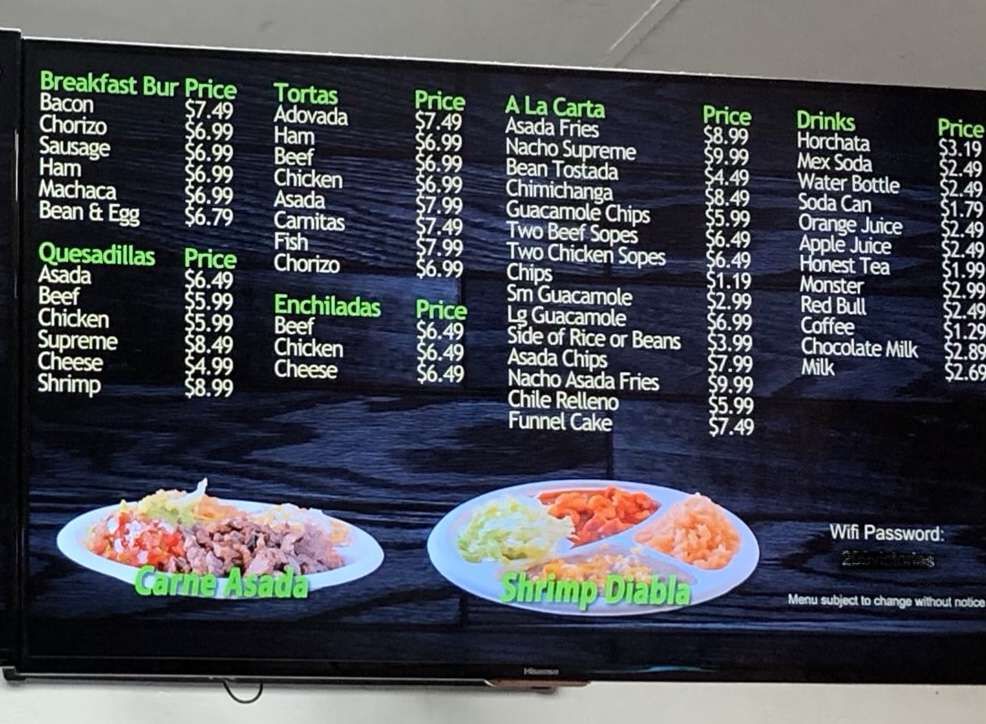 Breakfast Bur Price
Bacon $7.49
Chorizo $6.99
Sausage $6.99
Ham $6.99
Machaca $6.99
Bean & Egg $6.79
Quesadillas Price
Asada $6.49
Beef $5.99
Chicken $5.99
Supreme $8.49
Cheese $4.99
Shrimp $8.99
Tortas Price
Adovada $7.49
Ham $6.99
Beef $6.99
Chicken $6.99
Asada $7.99
Carnitas $7.49
Fish $7.99
Chorizo $6.99
Enchiladas Price
Beef $6.49
Chicken $6.49
Cheese $6.49
A La Carta Price
Asada Fries $8.99
Nacho Supreme $9.99
Bean Tostada $4.49
Chimichanga $8.49
Guacamole Chips $5.99
Two Beef Sopes $6.49
Two Chicken Sopes $6.49
Chips $1.19
Sm Guacamole $2.99
Lg Guacamole $6.99
Side of Rice or Beans $3.99
Asada Chips $7.99
Nacho Asada Fries $9.99
Chile Relleno $5.99
Funnel Cake $7.49
Drinks Price
Horchata $3.19
Mex Soda $2.49
Water Bottle $2.49
Soda Can $1.79
Orange Juice $2.49
Apple Juice $2.49
Honest Tea $1.99
Monster $2.99
Red Bull $2.49
Coffee $1.29
Chocolate Milk $2.89
Milk $2.69
Carne Asada
Shrimp Diabla
Wifi Password:
Menu subject to change without notice
Hisense